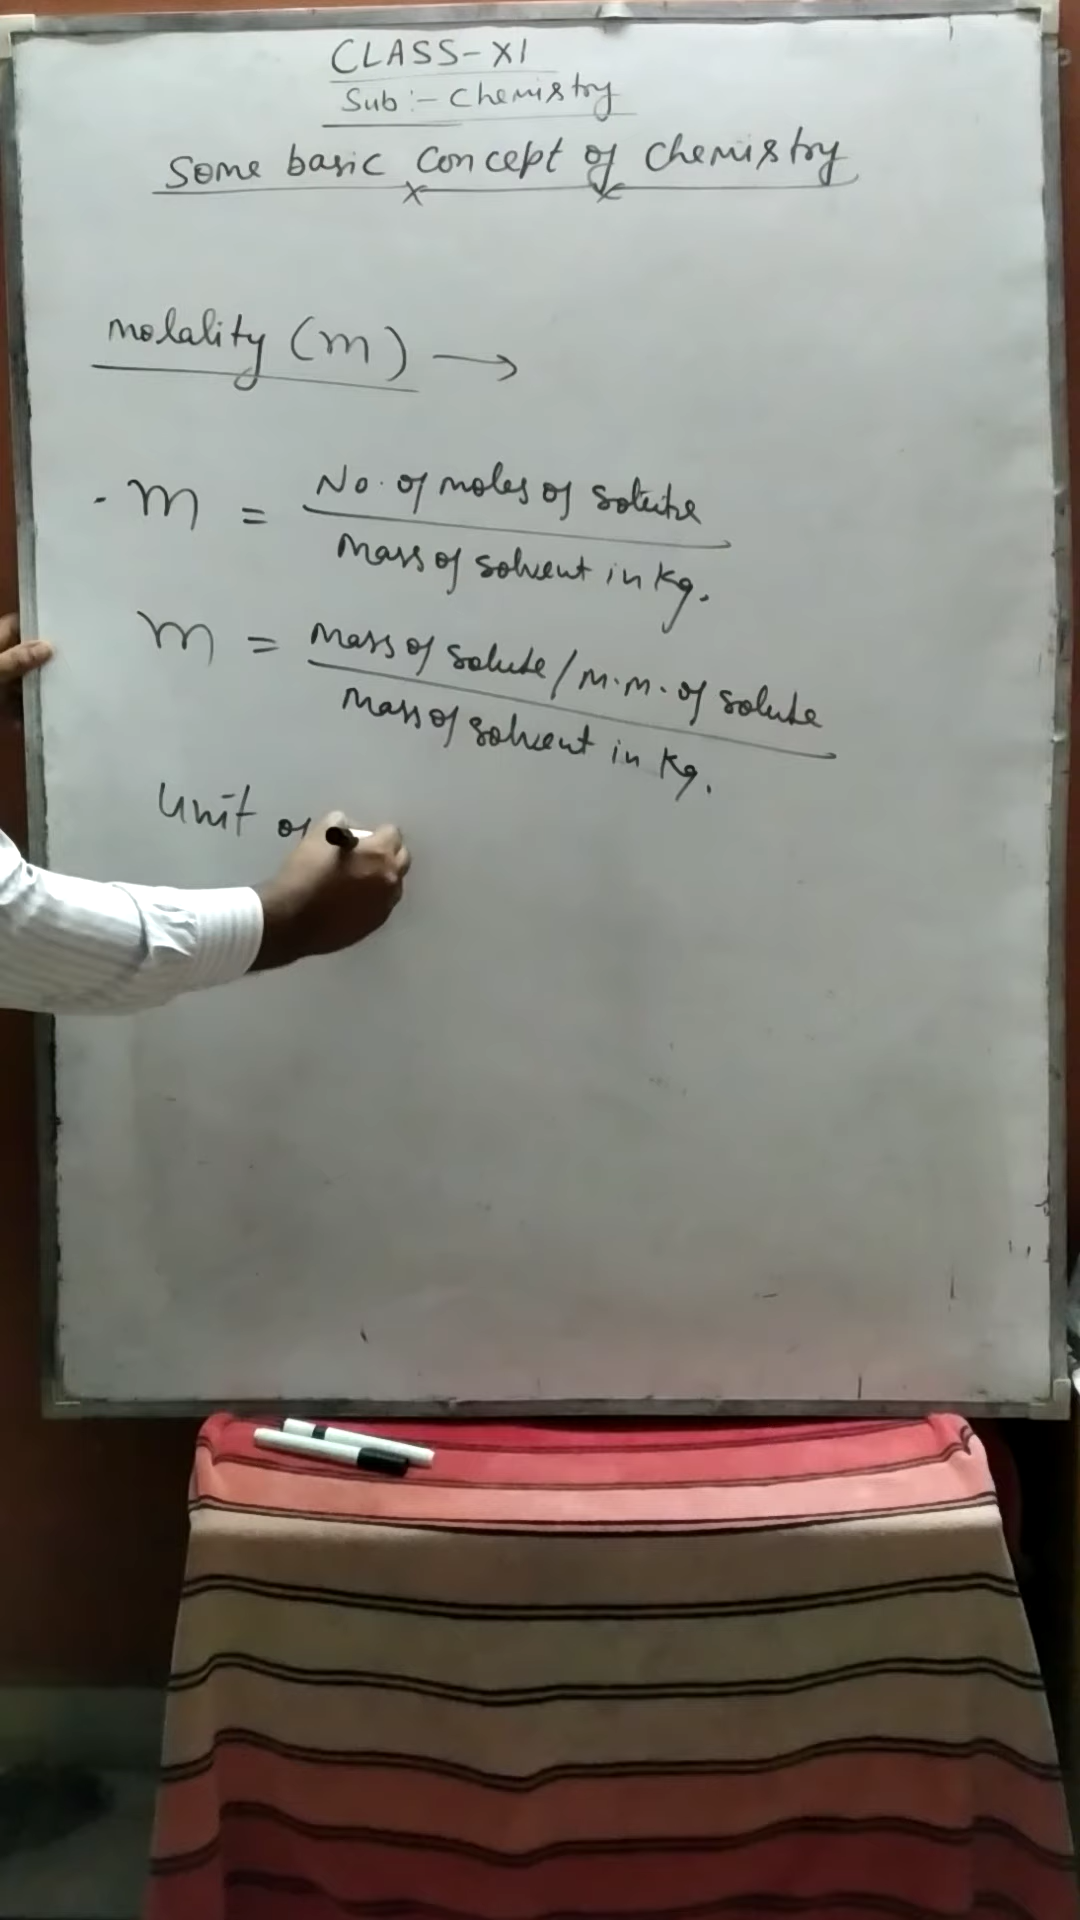 CLASS-XI
Sub:- Chemistry
Some basic Concept of Chemistry
Molality (m) →
m = No. of moles of solute / Mass of solvent in Kg.
m = Mass of solute / M.M. of solute / Mass of solvent in Kg.
Unit of